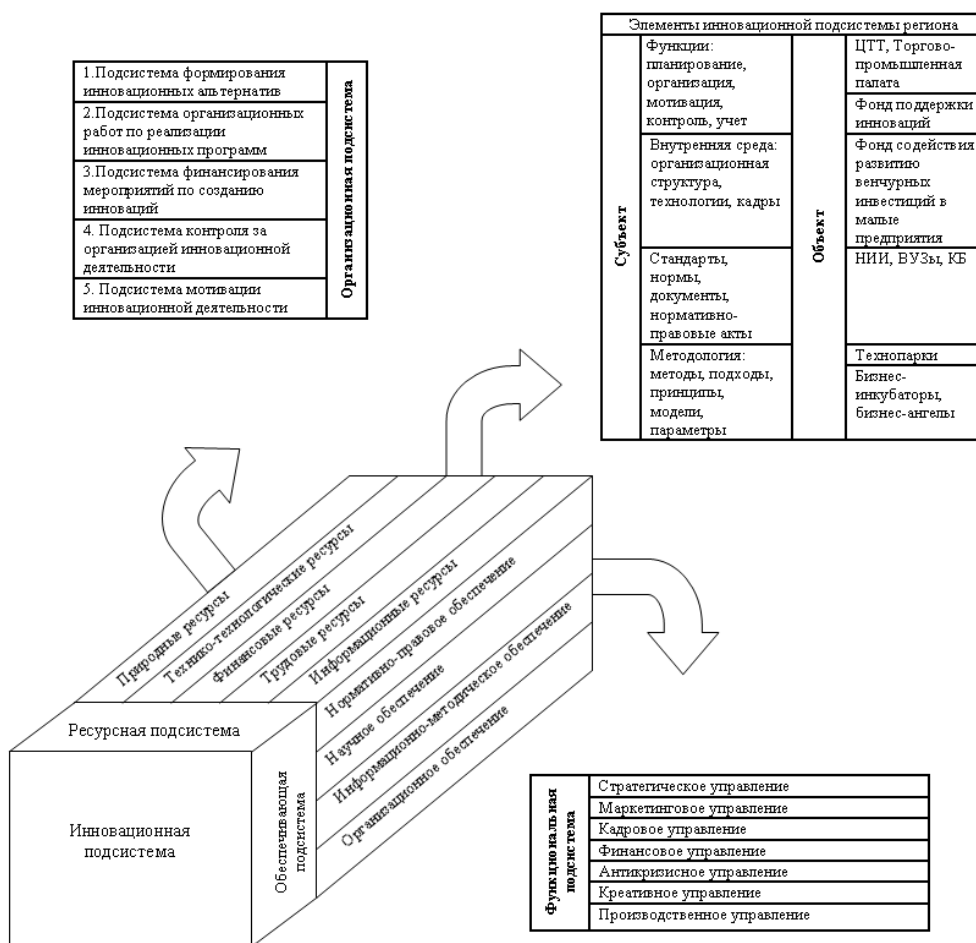 Элементы инновационной подсистемы региона
Субъект
Функции:
планирование,
организация,
мотивация,
контроль, учет
Внутренняя среда:
организационная
структура,
технологии, кадры
Стандарты,
нормы,
документы,
нормативно-
правовые акты
Методология:
методы, подходы,
принципы,
модели,
параметры
Объект
ЦТТ, Торгово-
промышленная
палата
Фонд поддержки
инноваций
Фонд содействия
развитию
венчурных
инвестиций в
малые
предприятия
НИИ, ВУЗы, КБ
Технопарки
Бизнес-
инкубаторы,
бизнес-ангелы
1.Подсистема формирования
инновационных альтернатив
2.Подсистема организационных
работ по реализации
инновационных программ
3.Подсистема финансирования
мероприятий по созданию
инноваций
4. Подсистема контроля за
организацией инновационной
деятельности
5. Подсистема мотивации
инновационной деятельности
Организационная подсистема
Природные ресурсы
Технико-технологические ресурсы
Финансовые ресурсы
Трудовые ресурсы
Информационные ресурсы
Нормативно-правовое обеспечение
Научное обеспечение
Информационно-методическое обеспечение
Организационное обеспечение
Ресурсная подсистема
Инновационная
подсистема
Обеспечивающая
подсистема
Функциональная
подсистема
Стратегическое управление
Маркетинговое управление
Кадровое управление
Финансовое управление
Антикризисное управление
Креативное управление
Производственное управление